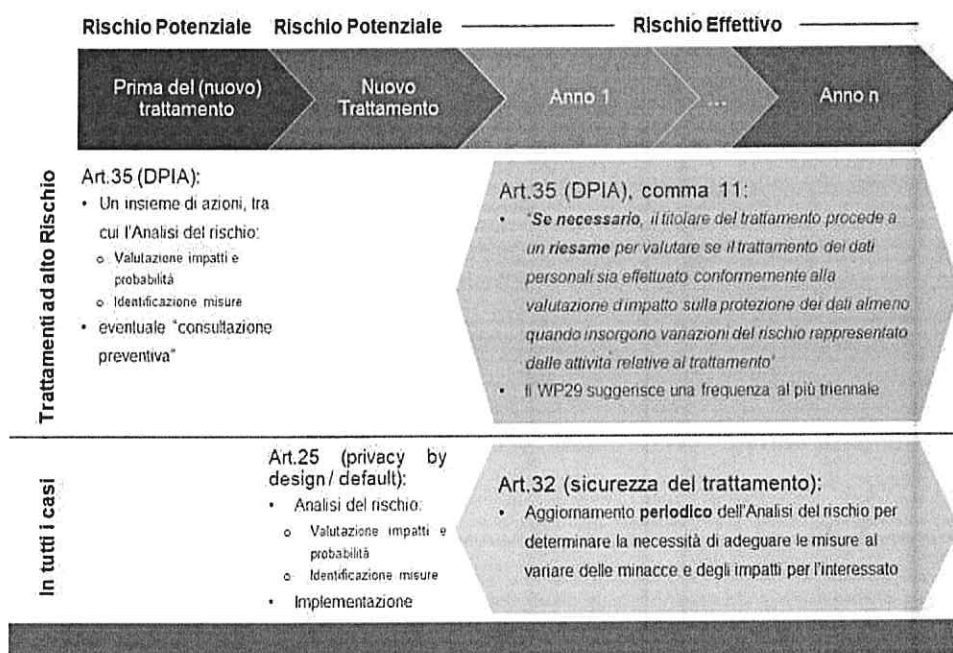 Rischio Potenziale Rischio Potenziale Rischio Effettivo
Prima del (nuovo)
trattamento
Nuovo
Trattamento
Anno 1
...
Anno n
Trattamenti ad alto Rischio
Art.35 (DPIA):
• Un insieme di azioni, tra
cui l'Analisi del rischio:
o Valutazione impatti e
probabilità
o Identificazione misure
• eventuale "consultazione
preventiva"
Art.35 (DPIA), comma 11:
• "Se necessario, il titolare del trattamento procede a
un riesame per valutare se il trattamento dei dati
personali sia effettuato conformemente alla
valutazione d'impatto sulla protezione dei dati almeno
quando insorgono variazioni del rischio rappresentato
dalle attività relative al trattamento"
• Il WP29 suggerisce una frequenza al più triennale
In tutti i casi
Art.25 (privacy by
design / default):
• Analisi del rischio:
o Valutazione impatti e
probabilità
o Identificazione misure
• Implementazione
Art.32 (sicurezza del trattamento):
• Aggiornamento periodico dell'Analisi del rischio per
determinare la necessità di adeguare le misure al
variare delle minacce e degli impatti per l'interessato